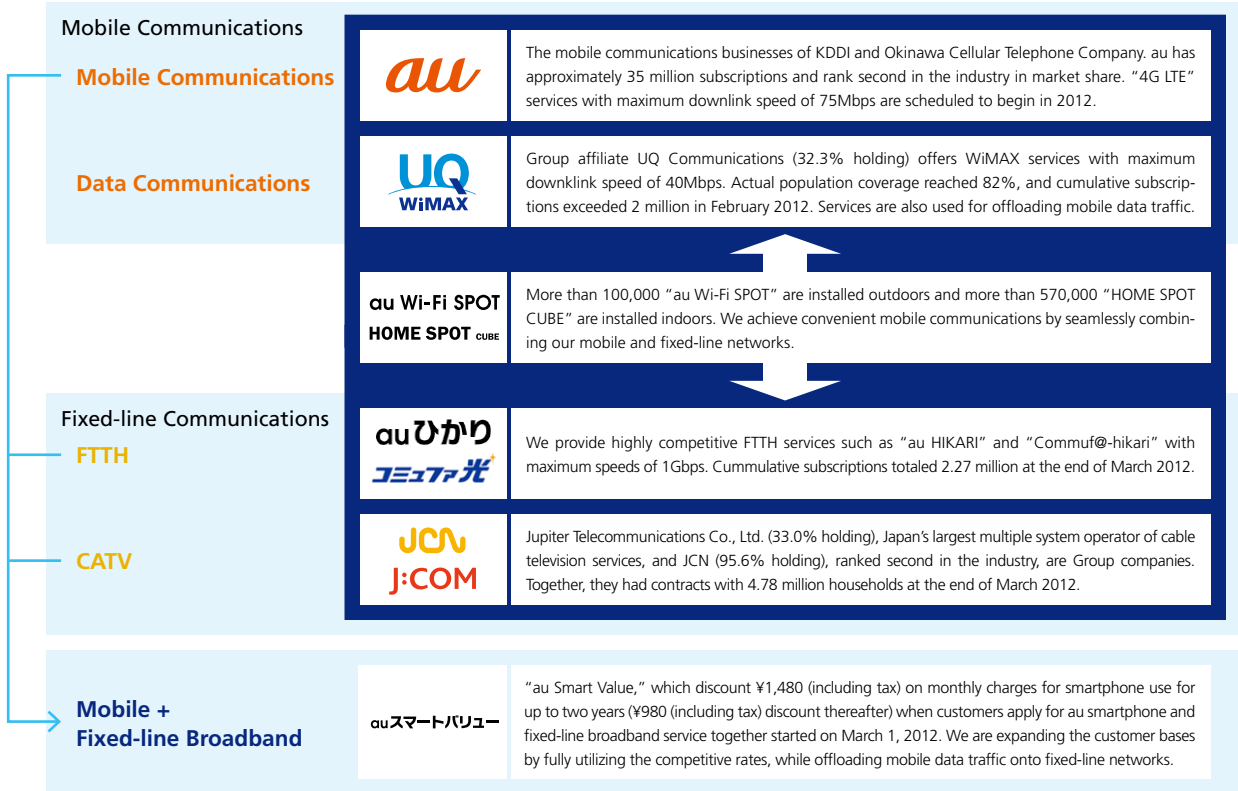 Mobile Communications
Mobile Communications
au
The mobile communications businesses of KDDI and Okinawa Cellular Telephone Company. au has
approximately 35 million subscriptions and rank second in the industry in market share. “4G LTE”
services with maximum downlink speed of 75Mbps are scheduled to begin in 2012.
Data Communications
UQ
WiMAX
Group affiliate UQ Communications (32.3% holding) offers WiMAX services with maximum
downklink speed of 40Mbps. Actual population coverage reached 82%, and cumulative subscrip-
tions exceeded 2 million in February 2012. Services are also used for offloading mobile data traffic.
au Wi-Fi SPOT
HOME SPOT CUBE
More than 100,000 “au Wi-Fi SPOT” are installed outdoors and more than 570,000 “HOME SPOT
CUBE” are installed indoors. We achieve convenient mobile communications by seamlessly combin-
ing our mobile and fixed-line networks.
Fixed-line Communications
FTTH
auひかり
コミュファ光
We provide highly competitive FTTH services such as “au HIKARI” and “Commuf@-hikari” with
maximum speeds of 1Gbps. Cummulative subscriptions totaled 2.27 million at the end of March 2012.
CATV
JCN
J:COM
Jupiter Telecommunications Co., Ltd. (33.0% holding), Japan’s largest multiple system operator of cable
television services, and JCN (95.6% holding), ranked second in the industry, are Group companies.
Together, they had contracts with 4.78 million households at the end of March 2012.
Mobile +
Fixed-line Broadband
auスマートバリュー
“au Smart Value,” which discount ¥1,480 (including tax) on monthly charges for smartphone use for
up to two years (¥980 (including tax) discount thereafter) when customers apply for au smartphone and
fixed-line broadband service together started on March 1, 2012. We are expanding the customer bases
by fully utilizing the competitive rates, while offloading mobile data traffic onto fixed-line networks.